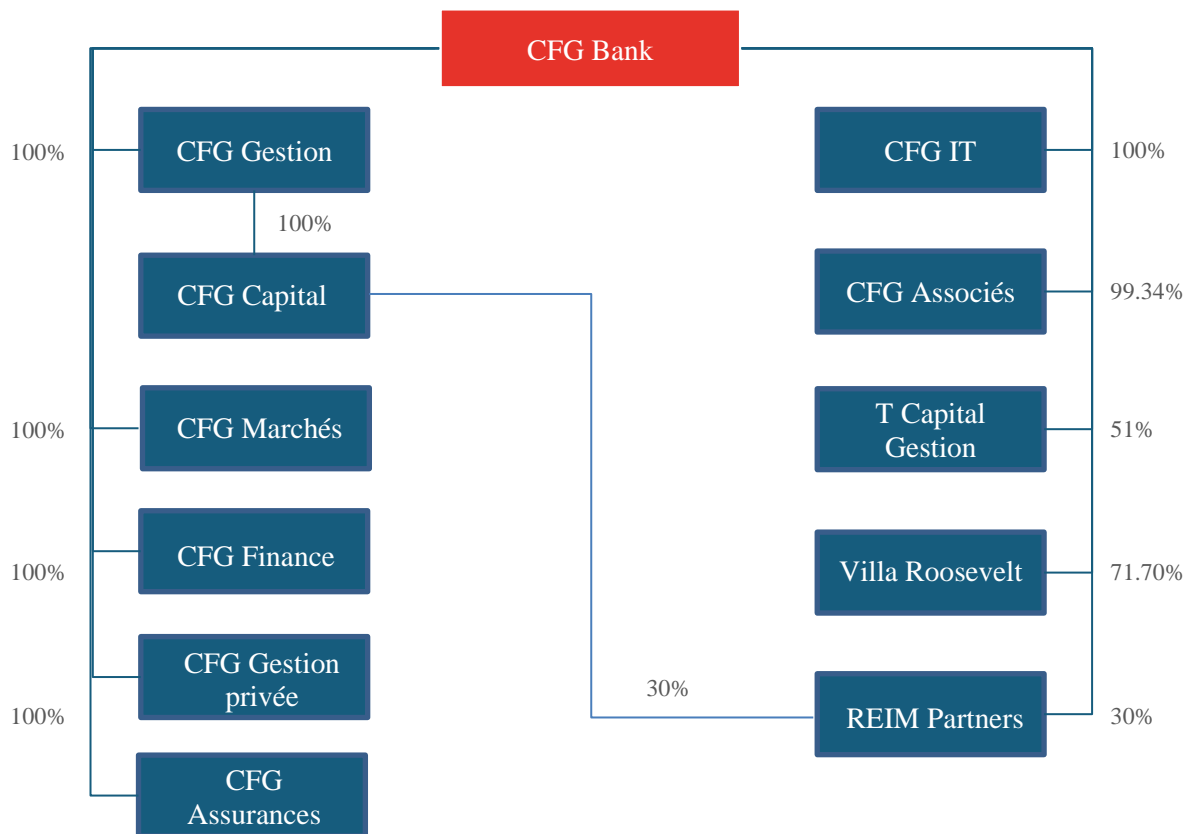 CFG Bank
100%
CFG Gestion
CFG IT
100%
100%
CFG Capital
CFG Associés
99.34%
100%
CFG Marchés
T Capital
Gestion
51%
100%
CFG Finance
Villa Roosevelt
71.70%
CFG Gestion
privée
100%
30%
REIM Partners
30%
CFG
Assurances